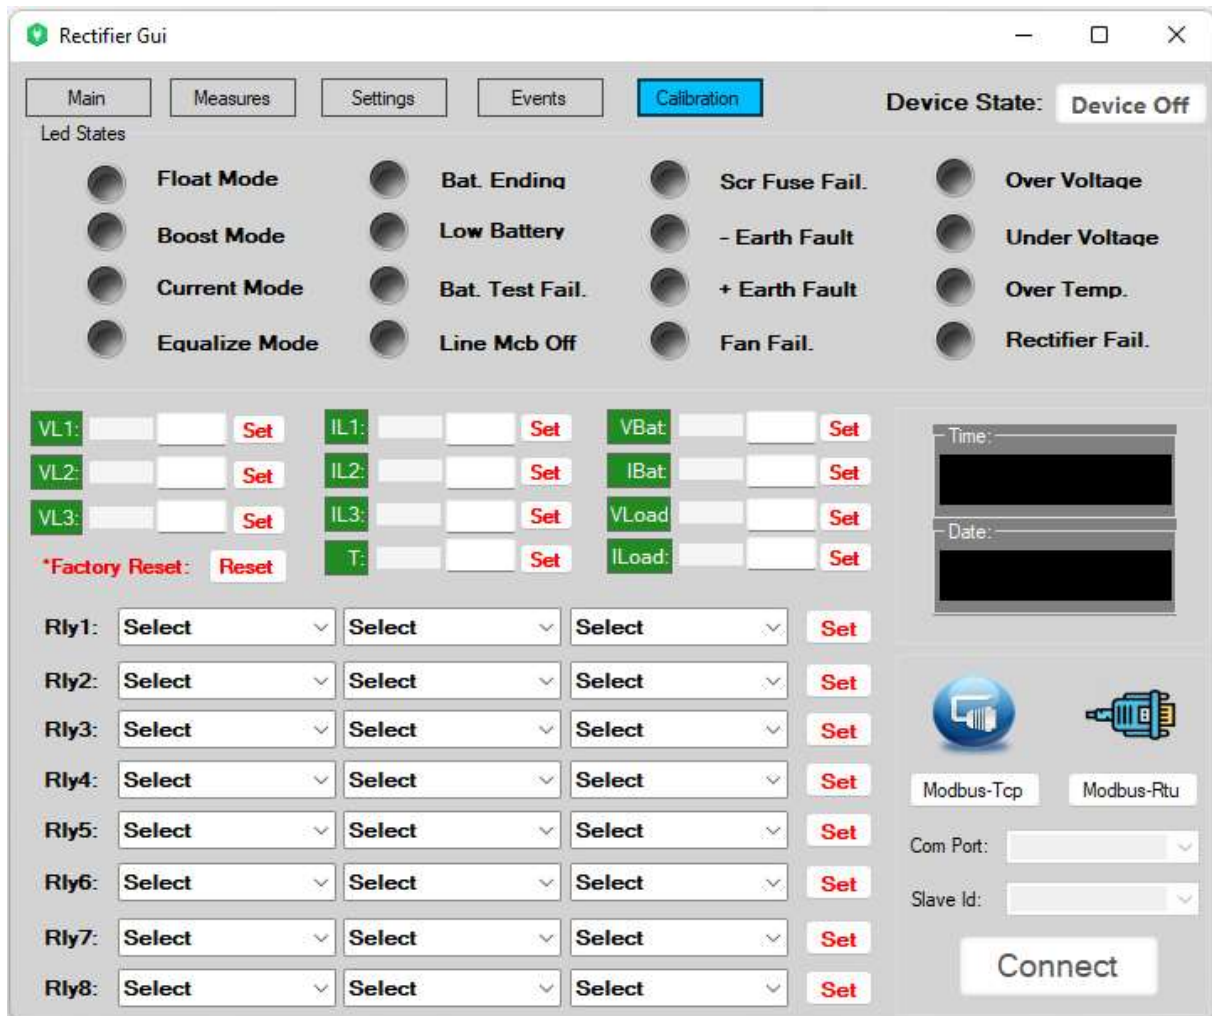 Rectifier Gui
Main Measures Settings Events Calibration Device State: Device Off
Led States
Float Mode Bat. Ending Scr Fuse Fail. Over Voltage
Boost Mode Low Battery - Earth Fault Under Voltage
Current Mode Bat. Test Fail. + Earth Fault Over Temp.
Equalize Mode Line Mcb Off Fan Fail. Rectifier Fail.
VL1: Set IL1: Set VBat: Set
VL2: Set IL2: Set IBat: Set
VL3: Set IL3: Set VLoad Set
*Factory Reset: Reset T: Set ILoad: Set
Time:
Date:
Rly1: Select Select Select Set
Rly2: Select Select Select Set
Rly3: Select Select Select Set
Rly4: Select Select Select Set
Rly5: Select Select Select Set
Rly6: Select Select Select Set
Rly7: Select Select Select Set
Rly8: Select Select Select Set
Modbus-Tcp Modbus-Rtu
Com Port:
Slave Id:
Connect